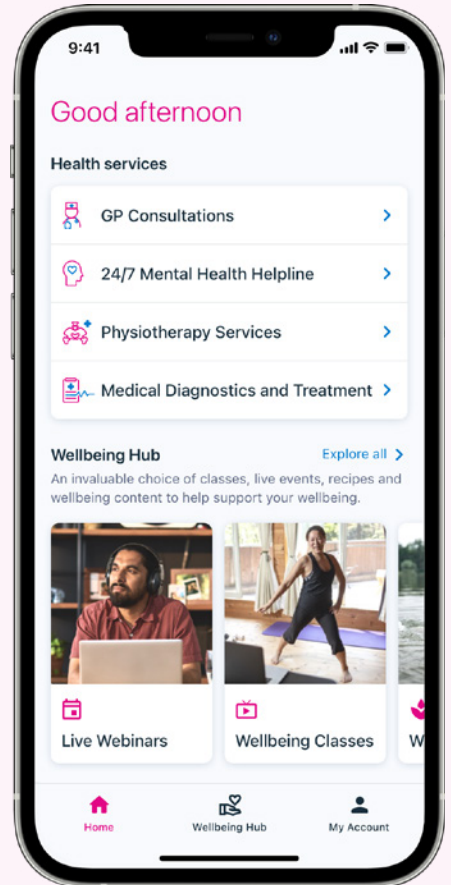 9:41
Good afternoon
Health services
GP Consultations
24/7 Mental Health Helpline
Physiotherapy Services
Medical Diagnostics and Treatment
Wellbeing Hub
Explore all
An invaluable choice of classes, live events, recipes and
wellbeing content to help support your wellbeing.
Live Webinars
Wellbeing Classes
W
Home
Wellbeing Hub
My Account